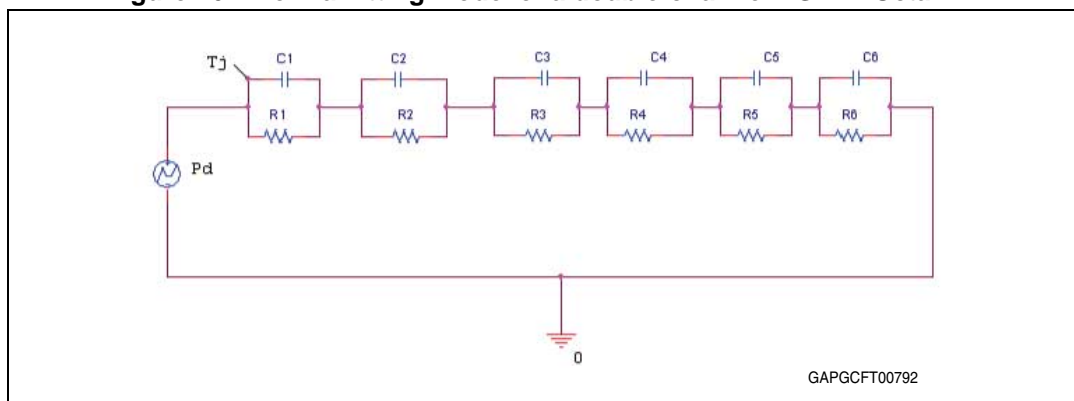 Tj C1 C2 C3 C4 C5 C6
R1 R2 R3 R4 R5 R6
Pd
0
GAPGCFT00792